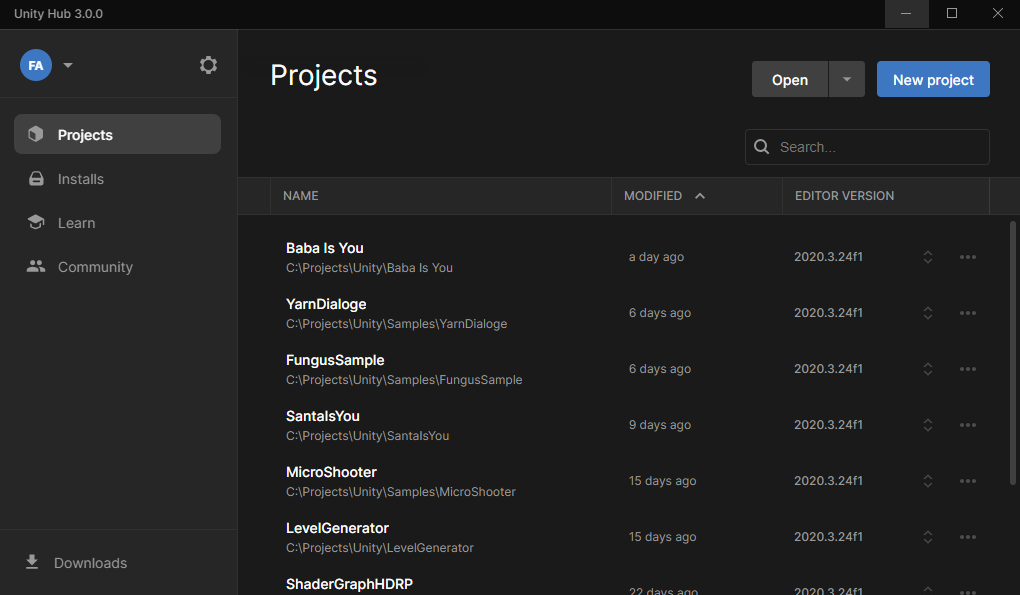 Unity Hub 3.0.0
FA
Projects
Installs
Learn
Community
Downloads
Projects
Open
New project
Search...
NAME MODIFIED EDITOR VERSION
Baba Is You
C:\Projects\Unity\Baba Is You
a day ago
2020.3.24f1
YarnDialoge
C:\Projects\Unity\Samples\YarnDialoge
6 days ago
2020.3.24f1
FungusSample
C:\Projects\Unity\Samples\FungusSample
6 days ago
2020.3.24f1
SantaIsYou
C:\Projects\Unity\SantaIsYou
9 days ago
2020.3.24f1
MicroShooter
C:\Projects\Unity\Samples\MicroShooter
15 days ago
2020.3.24f1
LevelGenerator
C:\Projects\Unity\LevelGenerator
15 days ago
2020.3.24f1
ShaderGraphHDRP
22 days ago
2020.3.24f1